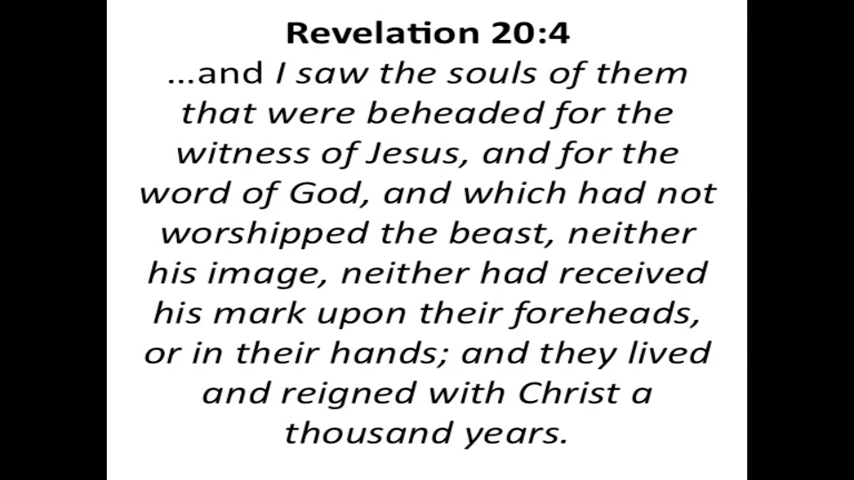 Revelation 20:4
...and I saw the souls of them
that were beheaded for the
witness of Jesus, and for the
word of God, and which had not
worshipped the beast, neither
his image, neither had received
his mark upon their foreheads,
or in their hands; and they lived
and reigned with Christ a
thousand years.